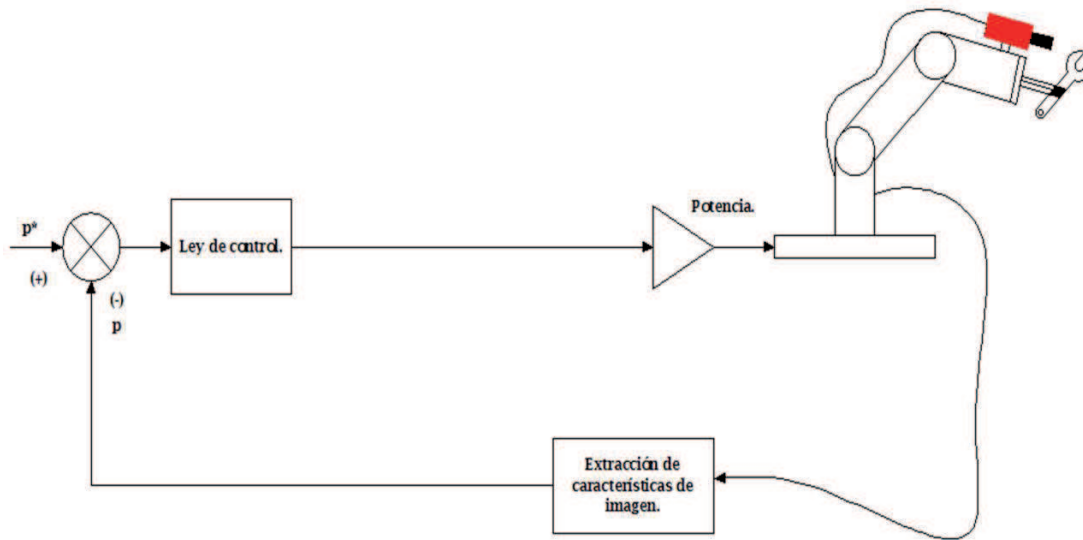 Potencia.
p*
Ley de control.
(+)
(-)
p
Extracción de
características de
imagen.